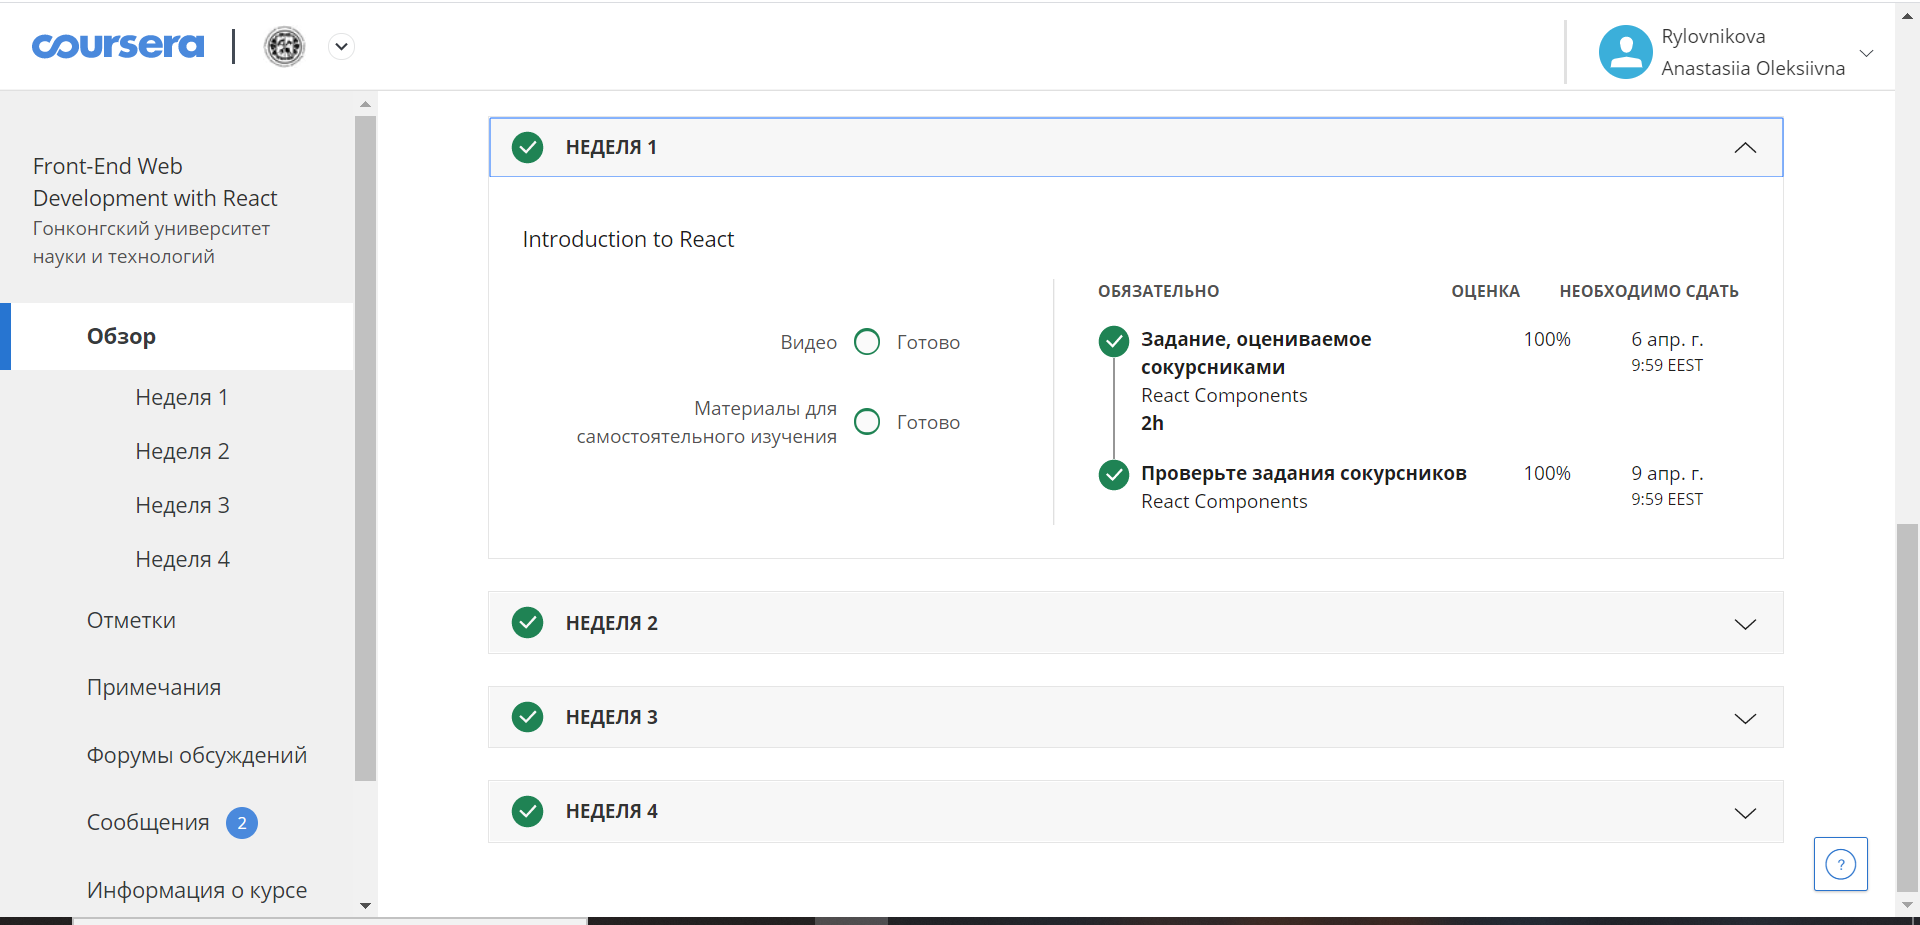 coursera
Rylovnikova
Anastasiia Oleksiivna
Front-End Web
Development with React
Гонконгский университет
науки и технологий
Обзор
Неделя 1
Неделя 2
Неделя 3
Неделя 4
Отметки
Примечания
Форумы обсуждений
Сообщения 2
Информация о курсе
НЕДЕЛЯ 1
Introduction to React
Видео Готово
Материалы для
самостоятельного изучения Готово
ОБЯЗАТЕЛЬНО ОЦЕНКА НЕОБХОДИМО СДАТЬ
Задание, оцениваемое 100% 6 апр. г.
сокурсниками 9:59 EEST
React Components
2h
Проверьте задания сокурсников 100% 9 апр. г.
React Components 9:59 EEST
НЕДЕЛЯ 2
НЕДЕЛЯ 3
НЕДЕЛЯ 4
?